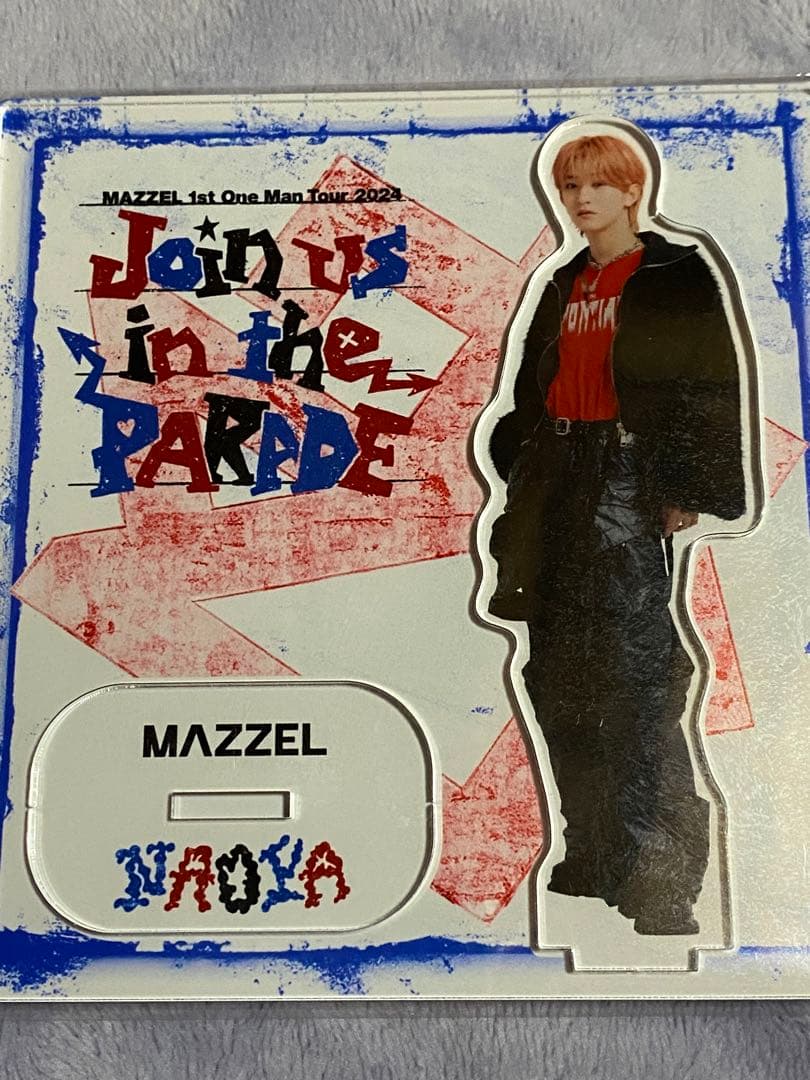 MAZZEL 1st One Man Tour 2024
Join us
in the
PARADE
MAZZEL
NAOYA